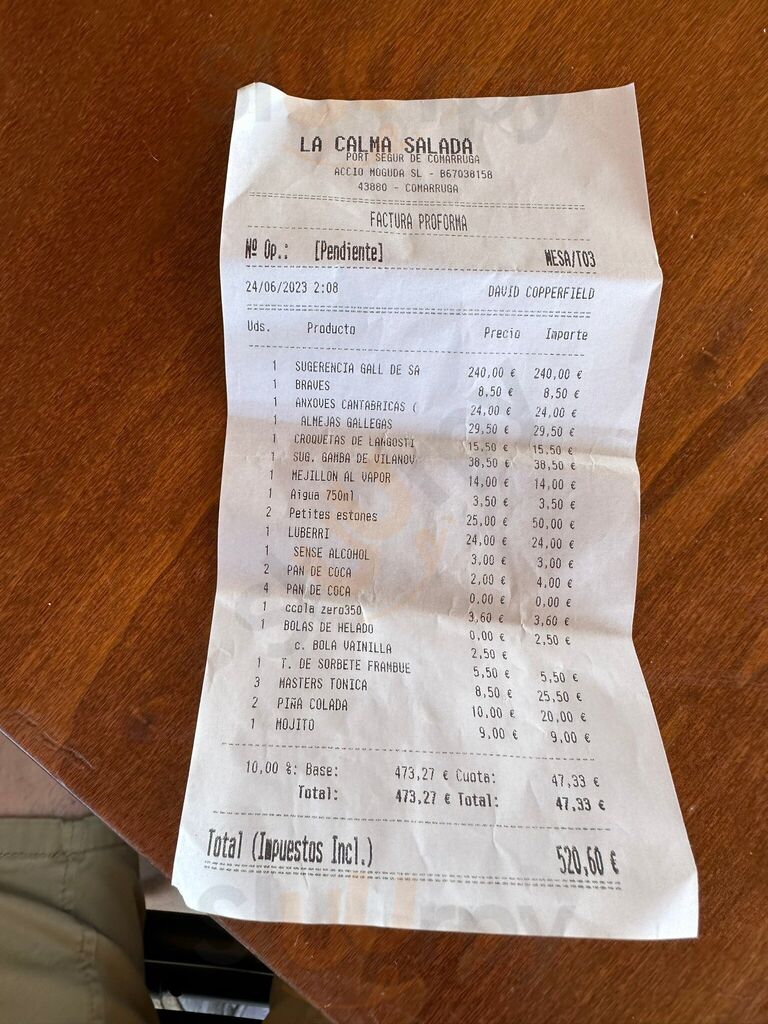 LA CALMA SALADA
PORT SEGUR DE COMARRUGA
ACCIO MOGUDA SL - B67038158
43880 - COMARRUGA
FACTURA PROFORMA
Nº Op.: [Pendiente] MESA/T03
24/06/2023 2:08 DAVID COPPERFIELD
Uds. Producto Precio Importe
1 SUGERENCIA GALL DE SA 240,00 € 240,00 €
1 BRAVES 8,50 € 8,50 €
1 ANXOVES CANTABRICAS ( 24,00 € 24,00 €
1 ALMEJAS GALLEGAS 29,50 € 29,50 €
1 CROQUETAS DE LANGOSTI 15,50 € 15,50 €
1 SUG. GAMBA DE VILANOV 38,50 € 38,50 €
1 MEJILLON AL VAPOR 14,00 € 14,00 €
1 Aigua 750ml 3,50 € 3,50 €
2 Petites estones 25,00 € 50,00 €
1 LUBERRI 24,00 € 24,00 €
1 SENSE ALCOHOL 3,00 € 3,00 €
2 PAN DE COCA 2,00 € 4,00 €
4 PAN DE COCA 0,00 € 0,00 €
1 ccola zero350 3,60 € 3,60 €
1 BOLAS DE HELADO 0,00 € 2,50 €
c. BOLA VAINILLA 2,50 €
1 T. DE SORBETE FRAMBUE 5,50 € 5,50 €
3 MASTERS TONICA 8,50 € 25,50 €
2 PIÑA COLADA 10,00 € 20,00 €
1 MOJITO 9,00 € 9,00 €
10,00 %: Base: 473,27 € Cuota: 47,33 €
Total: 473,27 € Total: 47,33 €
Total (Impuestos Incl.) 520,60 €